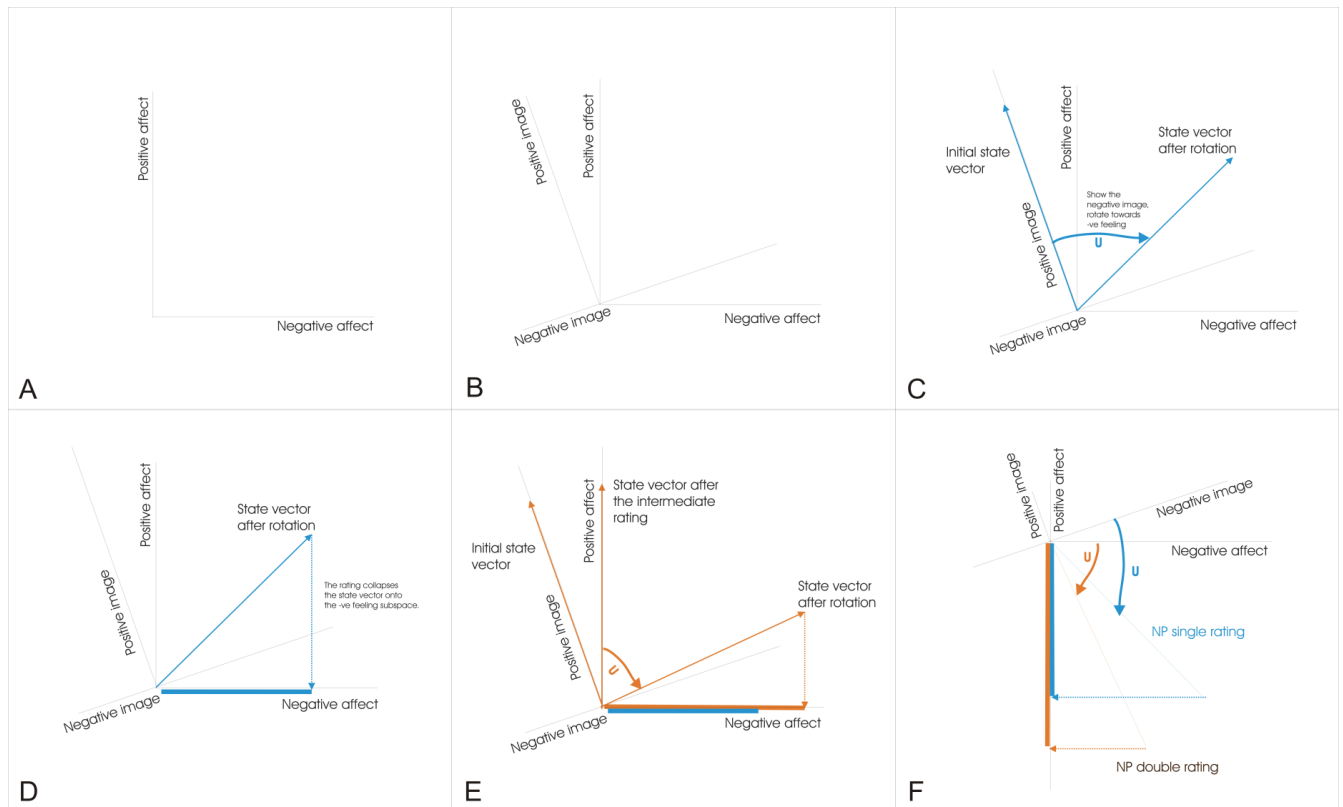 Positive affect
Negative affect
A
Positive image
Positive affect
Negative image
Negative affect
B
Initial state
vector
Positive affect
State vector
after rotation
Show the
negative image,
rotate towards
-ve feeling
U
Positive image
Negative image
Negative affect
C
Positive affect
State vector
after rotation
Positive image
The rating collapses
the state vector onto
the -ve feeling subspace.
Negative image
Negative affect
D
State vector after
the intermediate
rating
Positive affect
Initial state
vector
State vector
after rotation
Positive image
U
Negative image
Negative affect
E
Positive image
Positive affect
Negative image
Negative affect
U
U
NP single rating
NP double rating
F